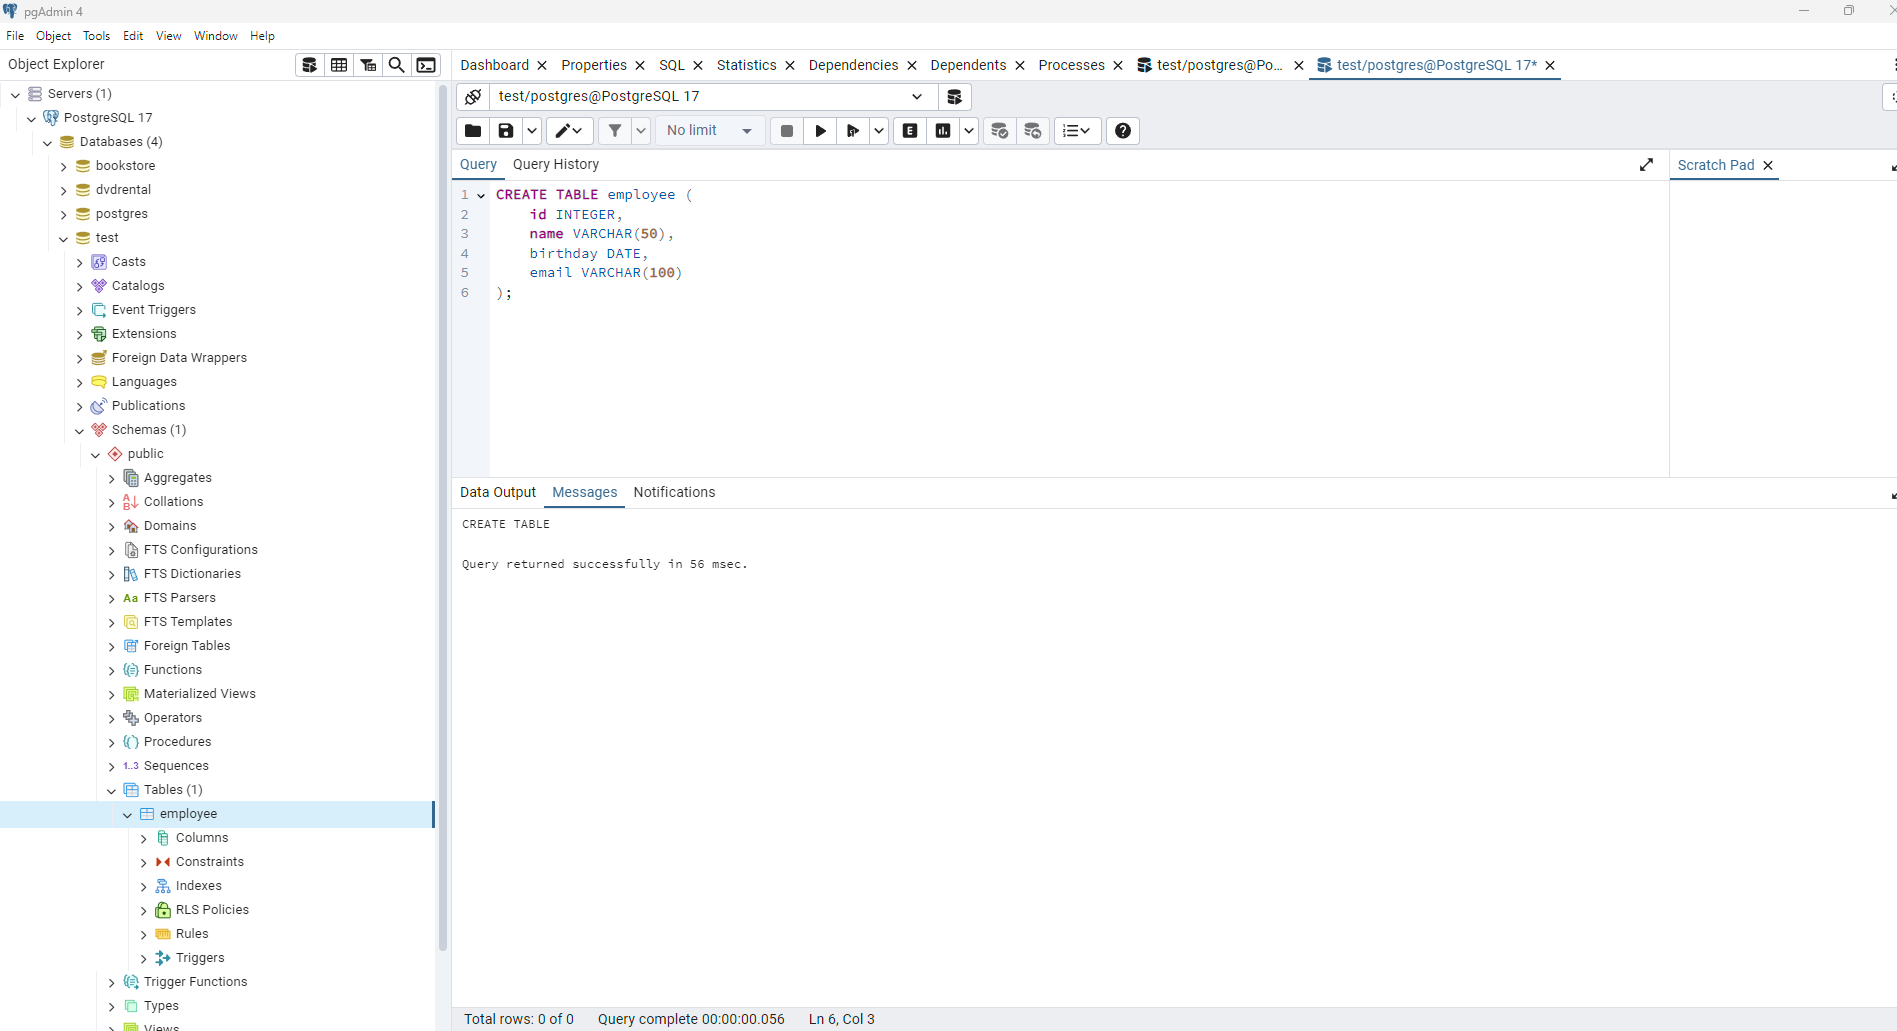 pgAdmin 4
File Object Tools Edit View Window Help
Object Explorer
Dashboard Properties SQL Statistics Dependencies Dependents Processes test/postgres@Po... test/postgres@PostgreSQL 17*
Servers (1)
PostgreSQL 17
Databases (4)
bookstore
dvdrental
postgres
test
Casts
Catalogs
Event Triggers
Extensions
Foreign Data Wrappers
Languages
Publications
Schemas (1)
public
Aggregates
Collations
Domains
FTS Configurations
FTS Dictionaries
Aa FTS Parsers
FTS Templates
Foreign Tables
Functions
Materialized Views
Operators
Procedures
1..3 Sequences
Tables (1)
employee
Columns
Constraints
Indexes
RLS Policies
Rules
Triggers
Trigger Functions
Types
Views
test/postgres@PostgreSQL 17
No limit
E
Query Query History
Scratch Pad
1 CREATE TABLE employee (
2 id INTEGER,
3 name VARCHAR(50),
4 birthday DATE,
5 email VARCHAR(100)
6 );
Data Output Messages Notifications
CREATE TABLE
Query returned successfully in 56 msec.
Total rows: 0 of 0 Query complete 00:00:00.056 Ln 6, Col 3